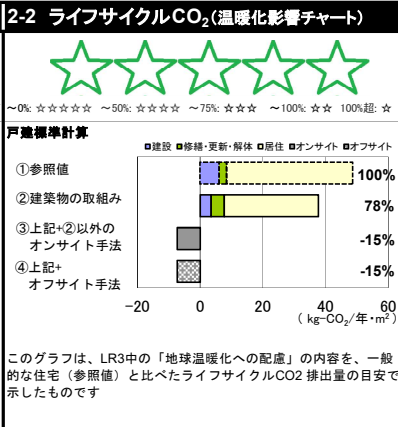 2-2 ライフサイクルCO₂(温暖化影響チャート)
~0%: ☆☆☆☆☆ ~50%: ☆☆☆☆ ~75%: ☆☆☆ ~100%: ☆☆ 100%超: ☆
戸建標準計算
■建設 ■修繕・更新・解体 □居住 ■オンサイト ■オフサイト
①参照値 100%
②建築物の取組み 78%
③上記+②以外の
オンサイト手法 -15%
④上記+
オフサイト手法 -15%
-20 0 20 40 60
( kg-CO₂/年・m² )
このグラフは、LR3中の「地球温暖化への配慮」の内容を、一般
的な住宅(参照値)と比べたライフサイクルCO2 排出量の目安で
示したものです